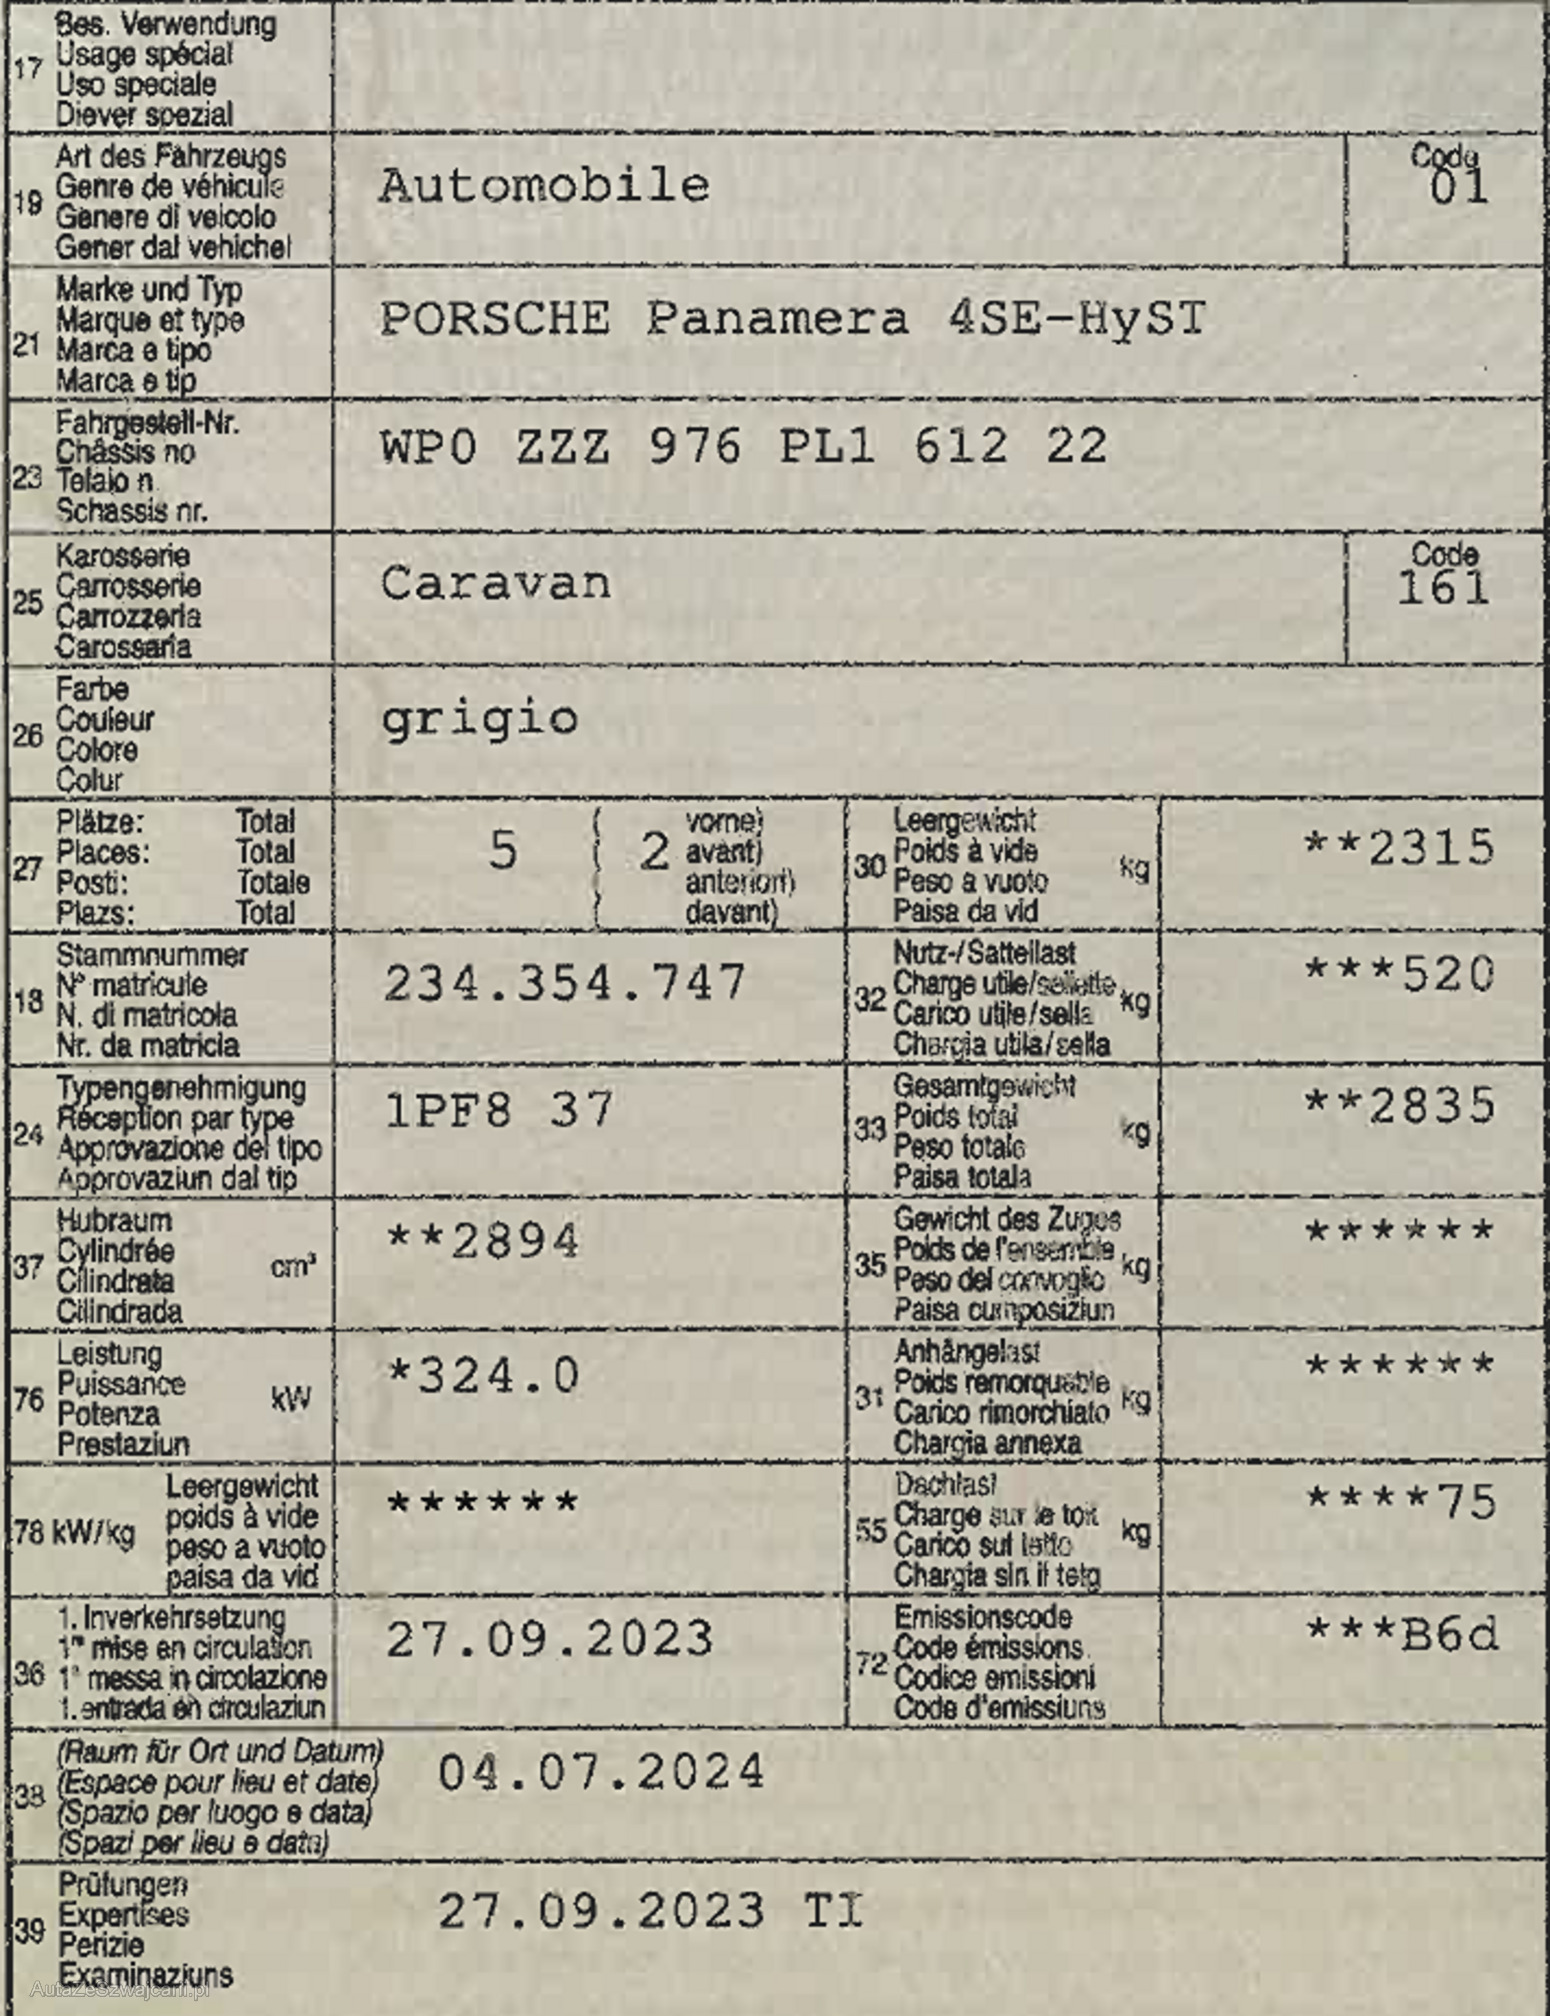 17
Bes. Verwendung
Usage spécial
Uso speciale
Diever spezial
19
Art des Fahrzeugs
Genre de véhicule
Genere di veicolo
Gener dal vehichel
Automobile
Code
01
21
Marke und Typ
Marque et type
Marca e tipo
Marca e tip
PORSCHE Panamera 4SE-HyST
23
Fahrgestell-Nr.
Châssis no
Telaio n.
Schassis nr.
WP0 ZZZ 976 PL1 612 22
25
Karosserie
Carrosserie
Carrozzeria
Carossaria
Caravan
Code
161
26
Farbe
Couleur
Colore
Colur
grigio
27
Plätze: Total
Places: Total
Posti: Totale
Plazs: Total
5 ( 2
vorne)
avant)
anteriori)
davant)
30
Leergewicht
Poids à vide
Peso a vuoto
Paisa da vid
kg
**2315
18
Stammnummer
N° matricule
N. di matricola
Nr. da matricla
234.354.747
32
Nutz-/Sattellast
Charge utile/sellette
Carico utile/sella
Chargia utila/sella
kg
***520
24
Typengenehmigung
Réception par type
Approvazione del tipo
Approvaziun dal tip
1PF8 37
33
Gesamtgewicht
Poids total
Peso totale
Paisa totala
kg
**2835
37
Hubraum
Cylindrée
Cilindrata
Cilindrada
cm³
**2894
35
Gewicht des Zuges
Poids de l'ensemble
Peso del convoglio
Paisa cumposiziun
kg
******
76
Leistung
Puissance
Potenza
Prestaziun
kW
*324.0
31
Anhängelast
Poids remorquable
Carico rimorchiato
Chargia annexa
kg
******
78 kW/kg
Leergewicht
poids à vide
peso a vuoto
paisa da vid
******
55
Dachlast
Charge sur le toit
Carico sul tetto
Chargia sin il tetg
kg
****75
36
1. Inverkehrsetzung
1re mise en circulation
1a messa in circolazione
1. entrada en circulaziun
27.09.2023
72
Emissionscode
Code émissions
Codice emissioni
Code d'emissiuns
***B6d
38
(Raum für Ort und Datum)
(Espace pour lieu et date)
(Spazio per luogo e data)
(Spazi per lieu e data)
04.07.2024
39
Prüfungen
Expertises
Perizie
Examinaziuns
27.09.2023 TI
AutaZeSzwajcarii.pl